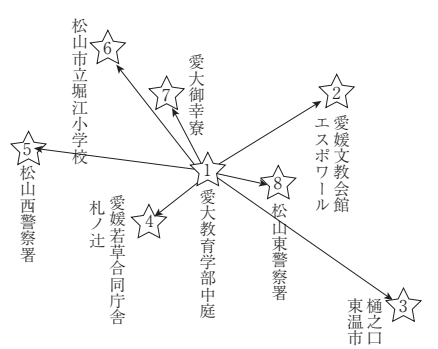 1
愛大教育学部中庭
2
愛媛文教会館
エスポワール
3
樋之口
東温市
4
愛媛若草合同庁舎
札ノ辻
5
松山西警察署
6
松山市立堀江小学校
7
愛大御幸寮
8
松山東警察署